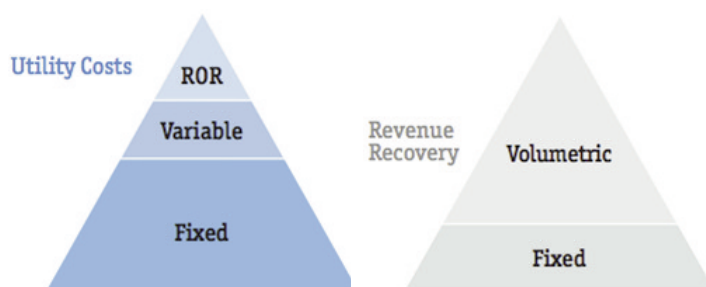 Utility Costs
ROR
Variable
Fixed
Revenue
Recovery
Volumetric
Fixed